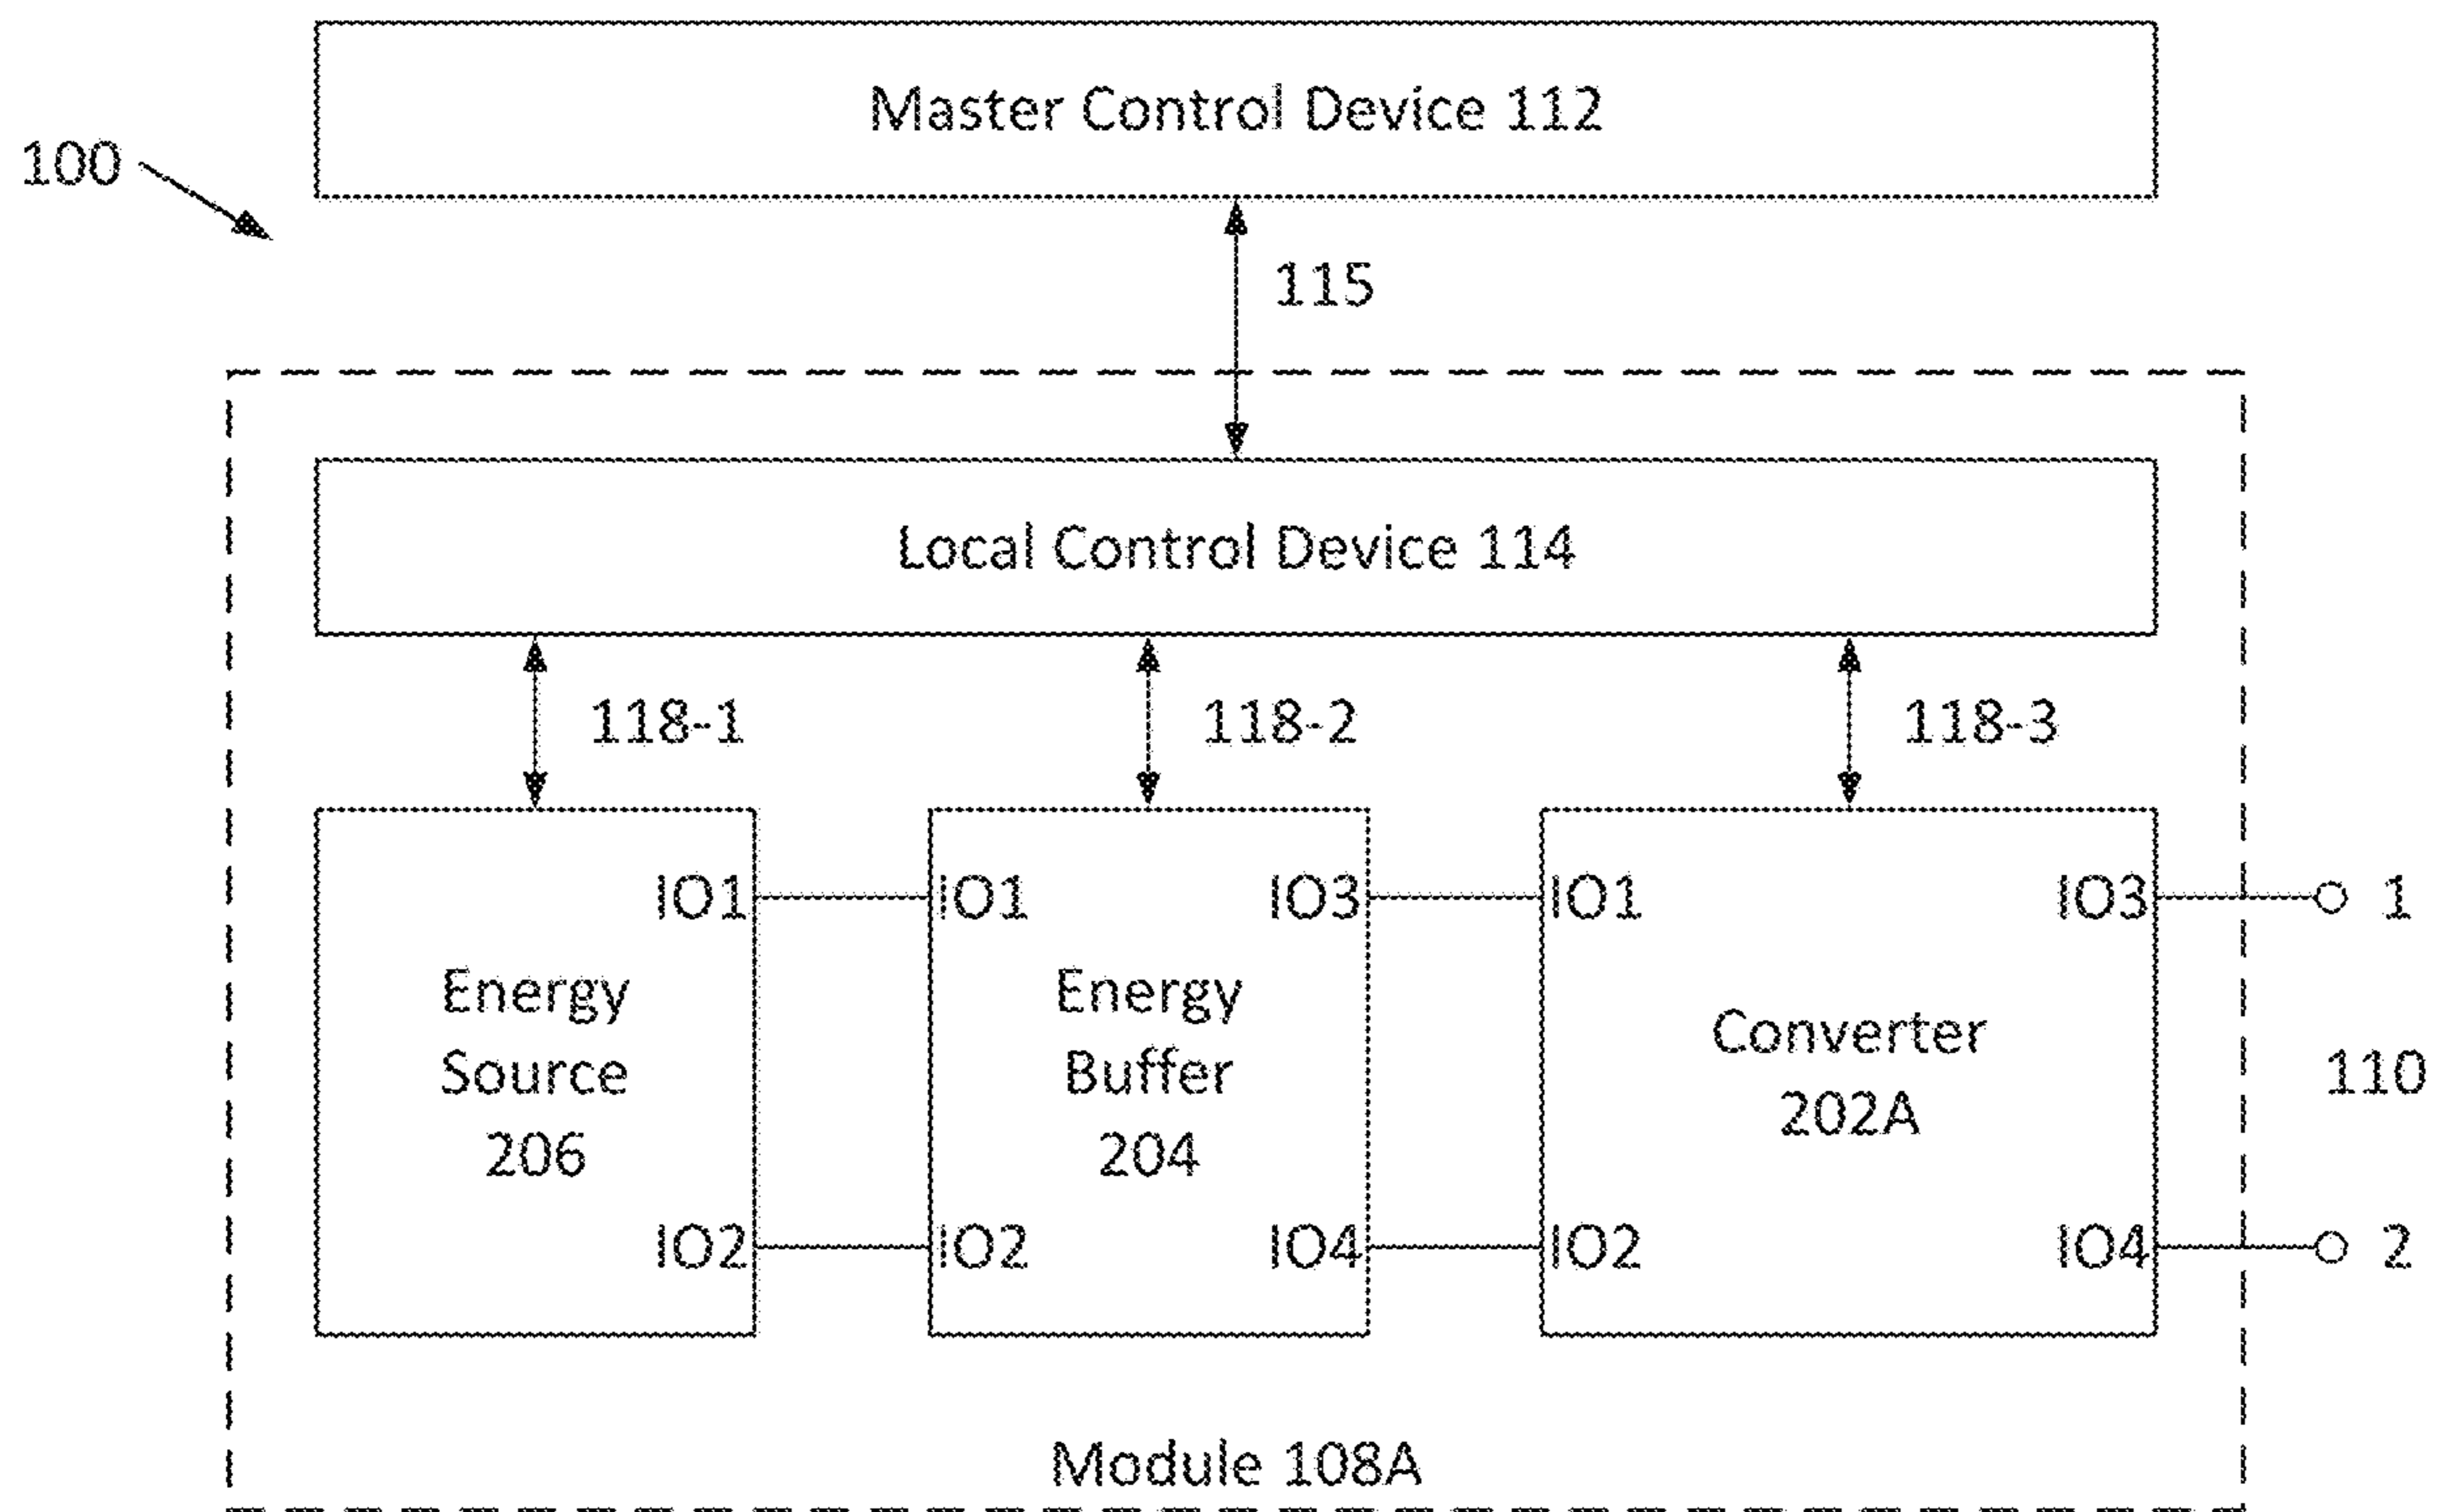 Master Control Device 112
100
115
Local Control Device 114
118-1
118-2
118-3
IO1
IO1
IO3
IO1
IO3
1
Energy
Source
206
Energy
Buffer
204
Converter
202A
110
IO2
IO2
IO4
IO2
IO4
2
Module 108A